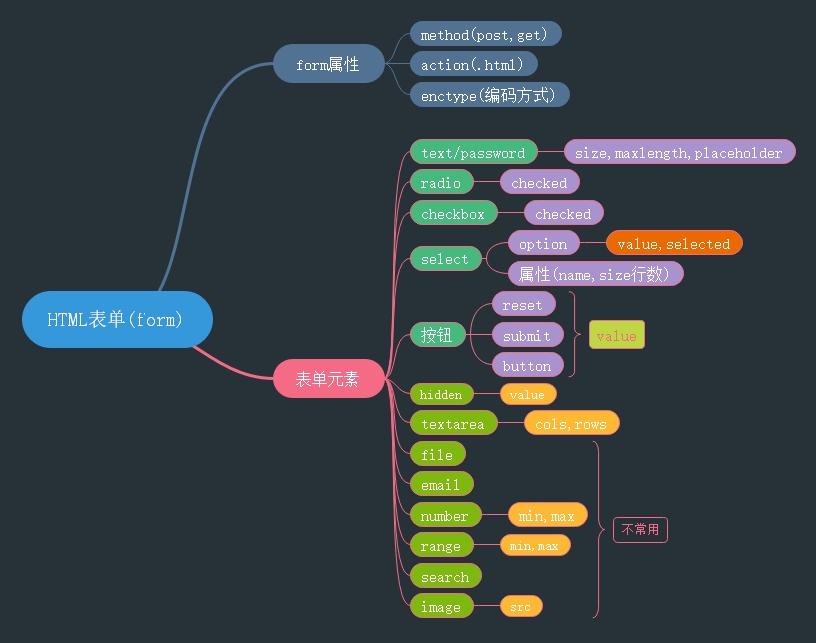 HTML表单(form)
form属性
method(post,get)
action(.html)
enctype(编码方式)
表单元素
text/password
size,maxlength,placeholder
radio
checked
checkbox
checked
select
option
value,selected
属性(name,size行数)
按钮
reset
submit
button
value
hidden
value
textarea
cols,rows
file
email
number
min,max
range
min,max
search
image
src
不常用